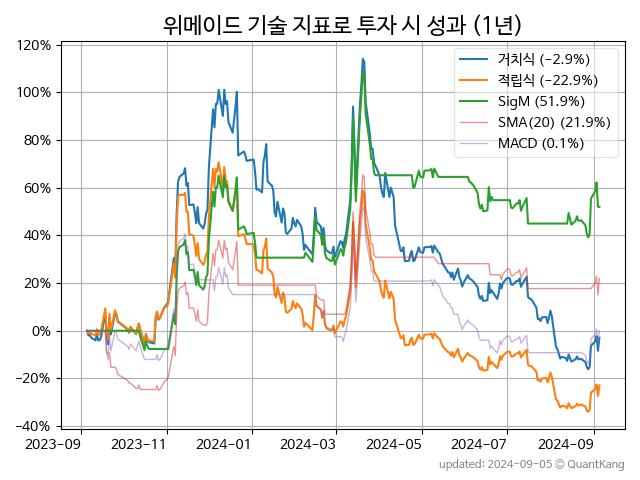 위메이드 기술 지표로 투자 시 성과 (1년)
거치식 (-2.9%)
적립식 (-22.9%)
SigM (51.9%)
SMA(20) (21.9%)
MACD (0.1%)
120%
100%
80%
60%
40%
20%
0%
-20%
-40%
2023-09 2023-11 2024-01 2024-03 2024-05 2024-07 2024-09
updated: 2024-09-05 © QuantKang